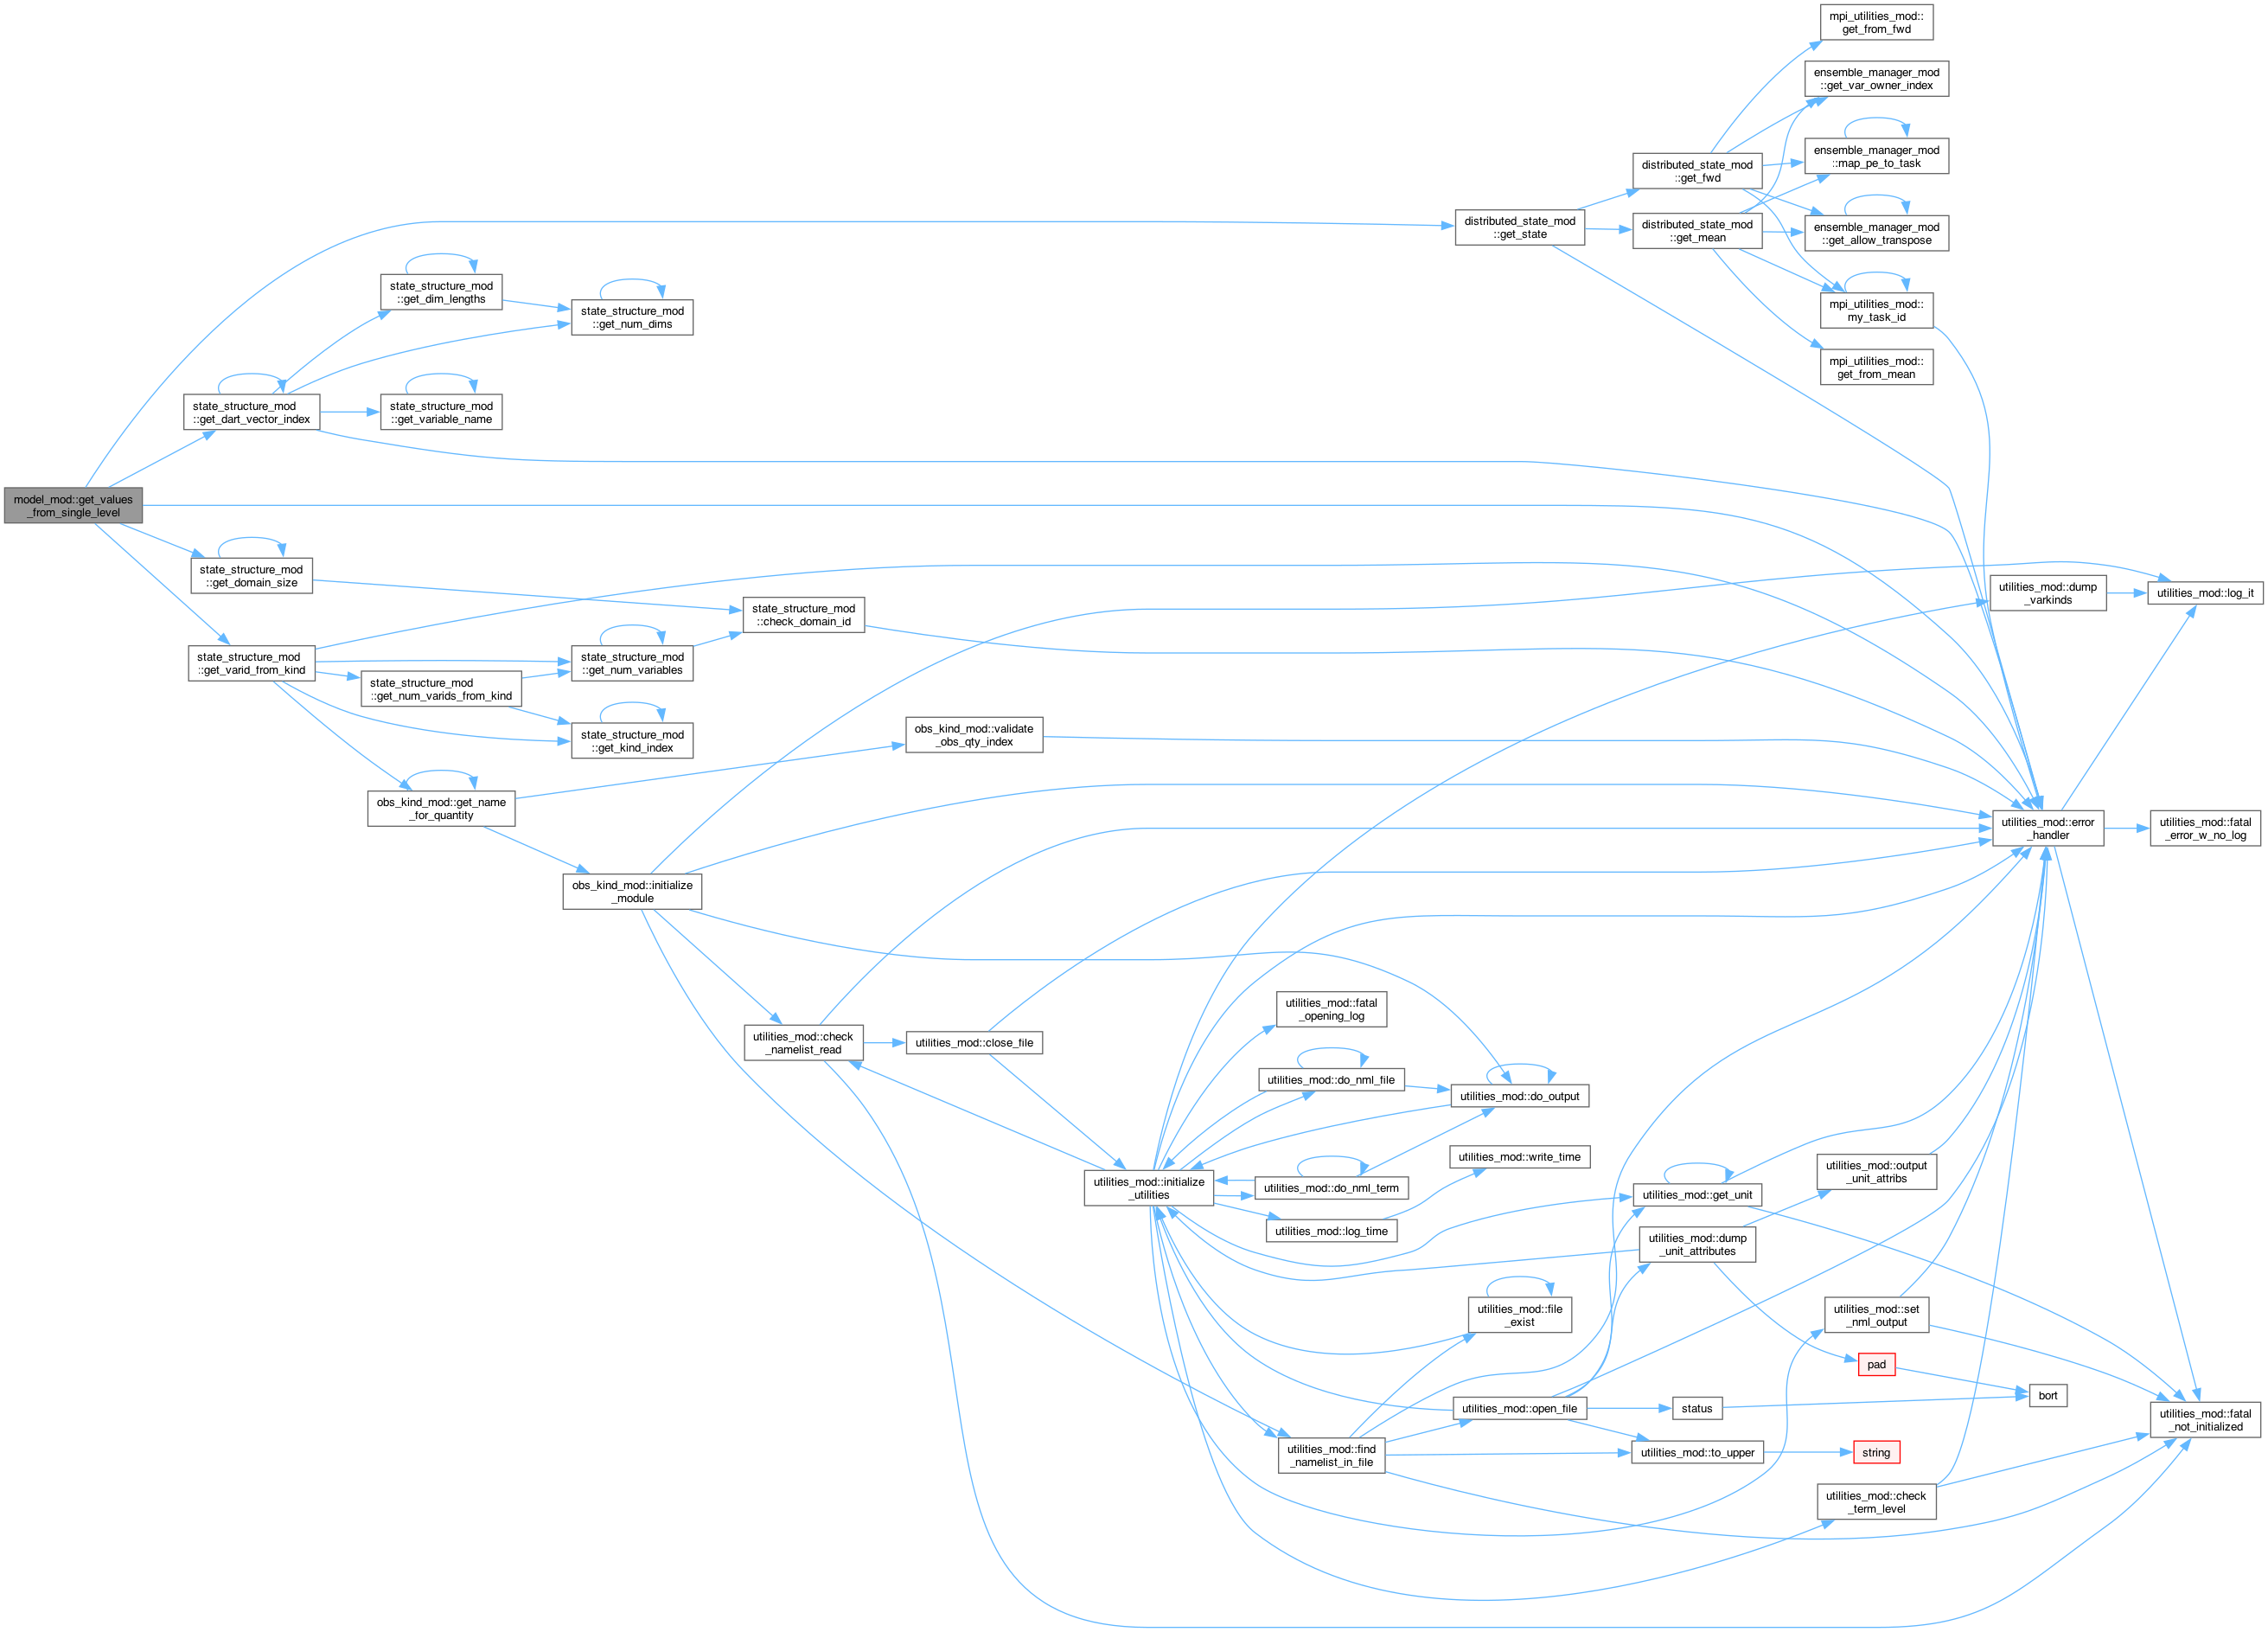 mpi_utilities_mod::
get_from_fwd
ensemble_manager_mod
::get_var_owner_index
ensemble_manager_mod
::map_pe_to_task
distributed_state_mod
::get_fwd
distributed_state_mod
::get_state
distributed_state_mod
::get_mean
ensemble_manager_mod
::get_allow_transpose
state_structure_mod
::get_dim_lengths
state_structure_mod
::get_num_dims
mpi_utilities_mod::
my_task_id
mpi_utilities_mod::
get_from_mean
state_structure_mod
::get_dart_vector_index
state_structure_mod
::get_variable_name
model_mod::get_values
_from_single_level
state_structure_mod
::get_domain_size
state_structure_mod
::check_domain_id
utilities_mod::dump
_varkinds
utilities_mod::log_it
state_structure_mod
::get_varid_from_kind
state_structure_mod
::get_num_varids_from_kind
state_structure_mod
::get_num_variables
state_structure_mod
::get_kind_index
obs_kind_mod::validate
_obs_qty_index
obs_kind_mod::get_name
_for_quantity
utilities_mod::error
_handler
utilities_mod::fatal
_error_w_no_log
obs_kind_mod::initialize
_module
utilities_mod::fatal
_opening_log
utilities_mod::check
_namelist_read
utilities_mod::close_file
utilities_mod::do_nml_file
utilities_mod::do_output
utilities_mod::write_time
utilities_mod::initialize
_utilities
utilities_mod::do_nml_term
utilities_mod::log_time
utilities_mod::get_unit
utilities_mod::output
_unit_attribs
utilities_mod::dump
_unit_attributes
utilities_mod::file
_exist
utilities_mod::set
_nml_output
pad
bort
utilities_mod::open_file
status
utilities_mod::fatal
_not_initialized
utilities_mod::find
_namelist_in_file
utilities_mod::to_upper
string
utilities_mod::check
_term_level